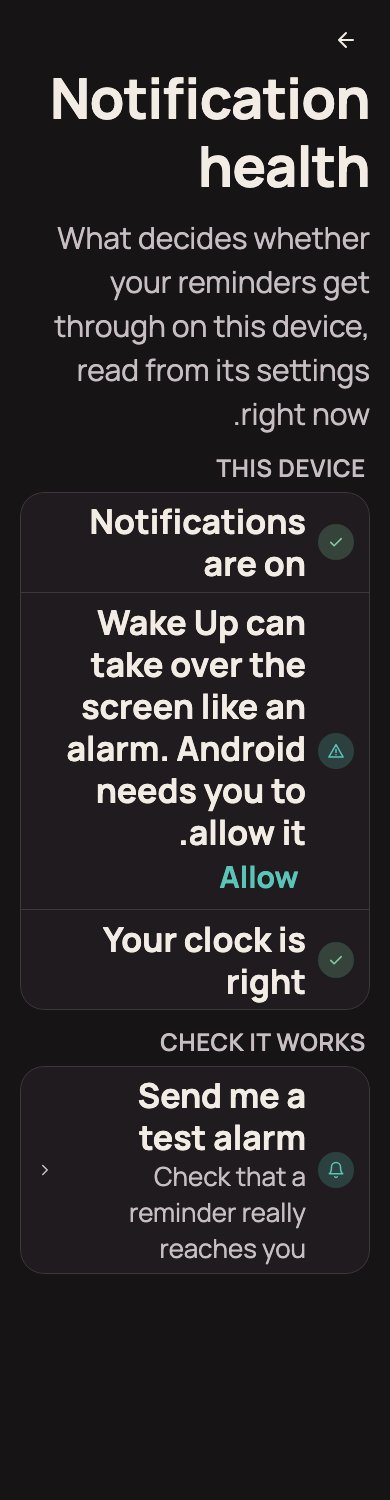 Notification
health
What decides whether
your reminders get
through on this device,
read from its settings
.right now
THIS DEVICE
Notifications
are on
Wake Up can
take over the
screen like an
alarm. Android
needs you to
.allow it
Allow
Your clock is
right
CHECK IT WORKS
Send me a
test alarm
Check that a
reminder really
reaches you